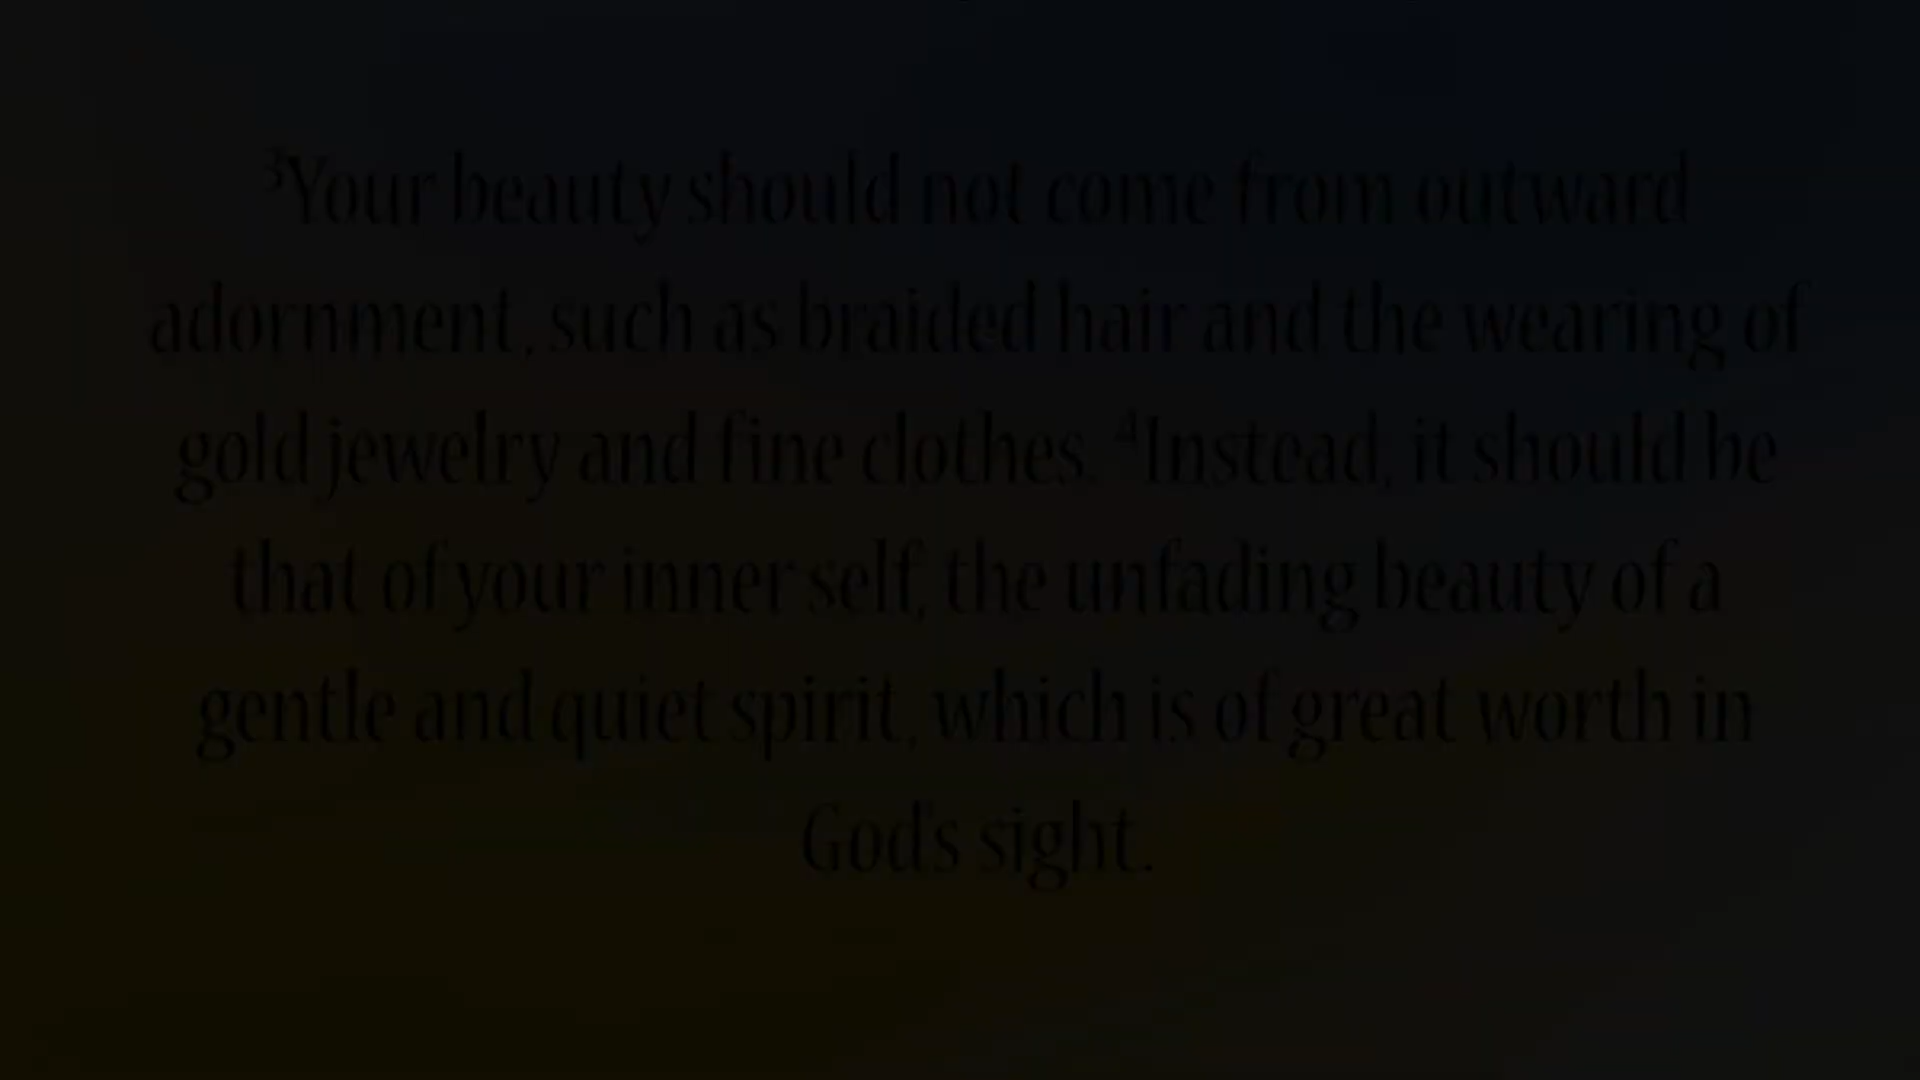 ³Your beauty should not come from outward
adornment, such as braided hair and the wearing of
gold jewelry and fine clothes. ⁴Instead, it should be
that of your inner self, the unfading beauty of a
gentle and quiet spirit, which is of great worth in
God's sight.